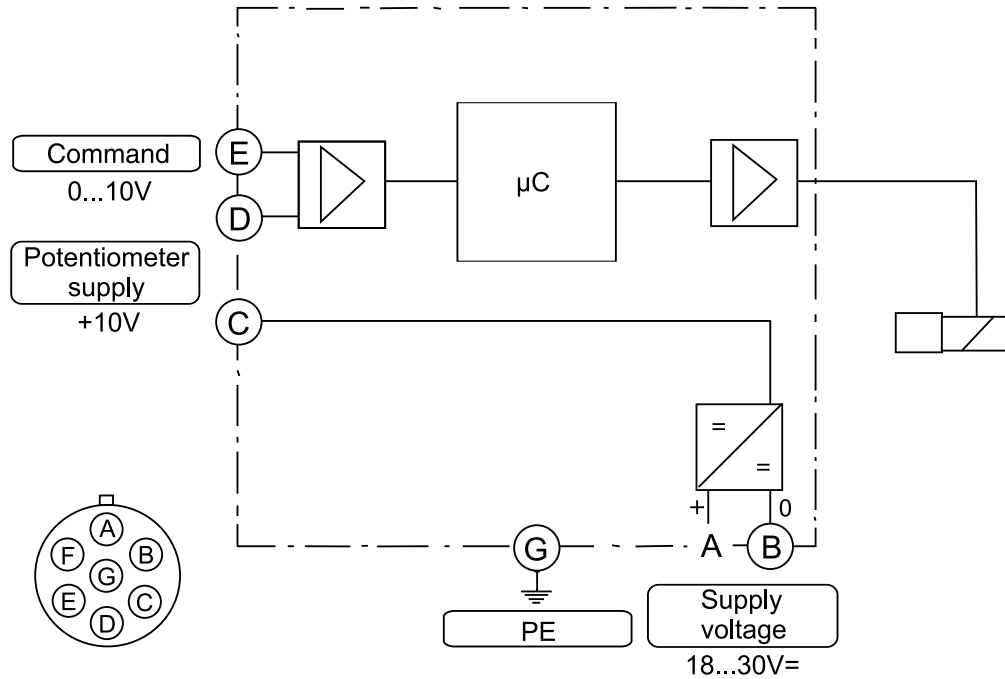 Command
0...10V
E
D
µC
Potentiometer
supply
+10V
C
=
=
+
0
A
B
G
PE
Supply
voltage
18...30V=
A
F
B
G
E
C
D